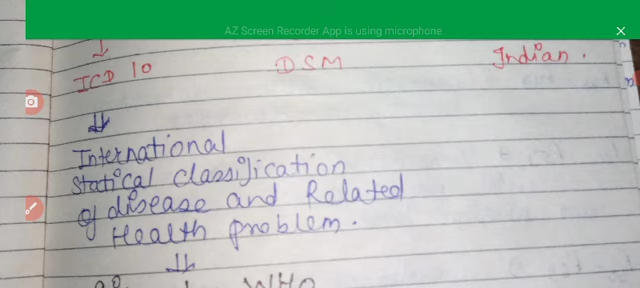 AZ Screen Recorder App is using microphone
ICD 10 DSM Indian.
International
Statical classification
of disease and Related
Health problem.
WHO